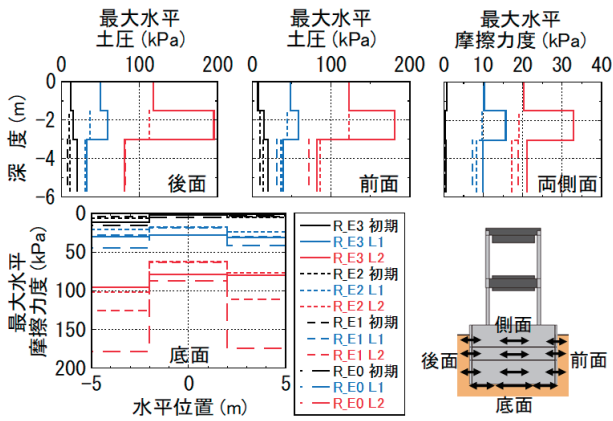 最大水平
土圧 (kPa)
0 100 200
最大水平
土圧 (kPa)
0 100 200
最大水平
摩擦力度 (kPa)
0 10 20 30 40
深 度 (m)
0
−2
−4
−6
後面
前面
両側面
最大水平
摩擦力度 (kPa)
0
50
100
150
200
底面
−5 0 5
水平位置 (m)
R_E3 初期
R_E3 L1
R_E3 L2
R_E2 初期
R_E2 L1
R_E2 L2
R_E1 初期
R_E1 L1
R_E1 L2
R_E0 初期
R_E0 L1
R_E0 L2
側面
後面
前面
底面